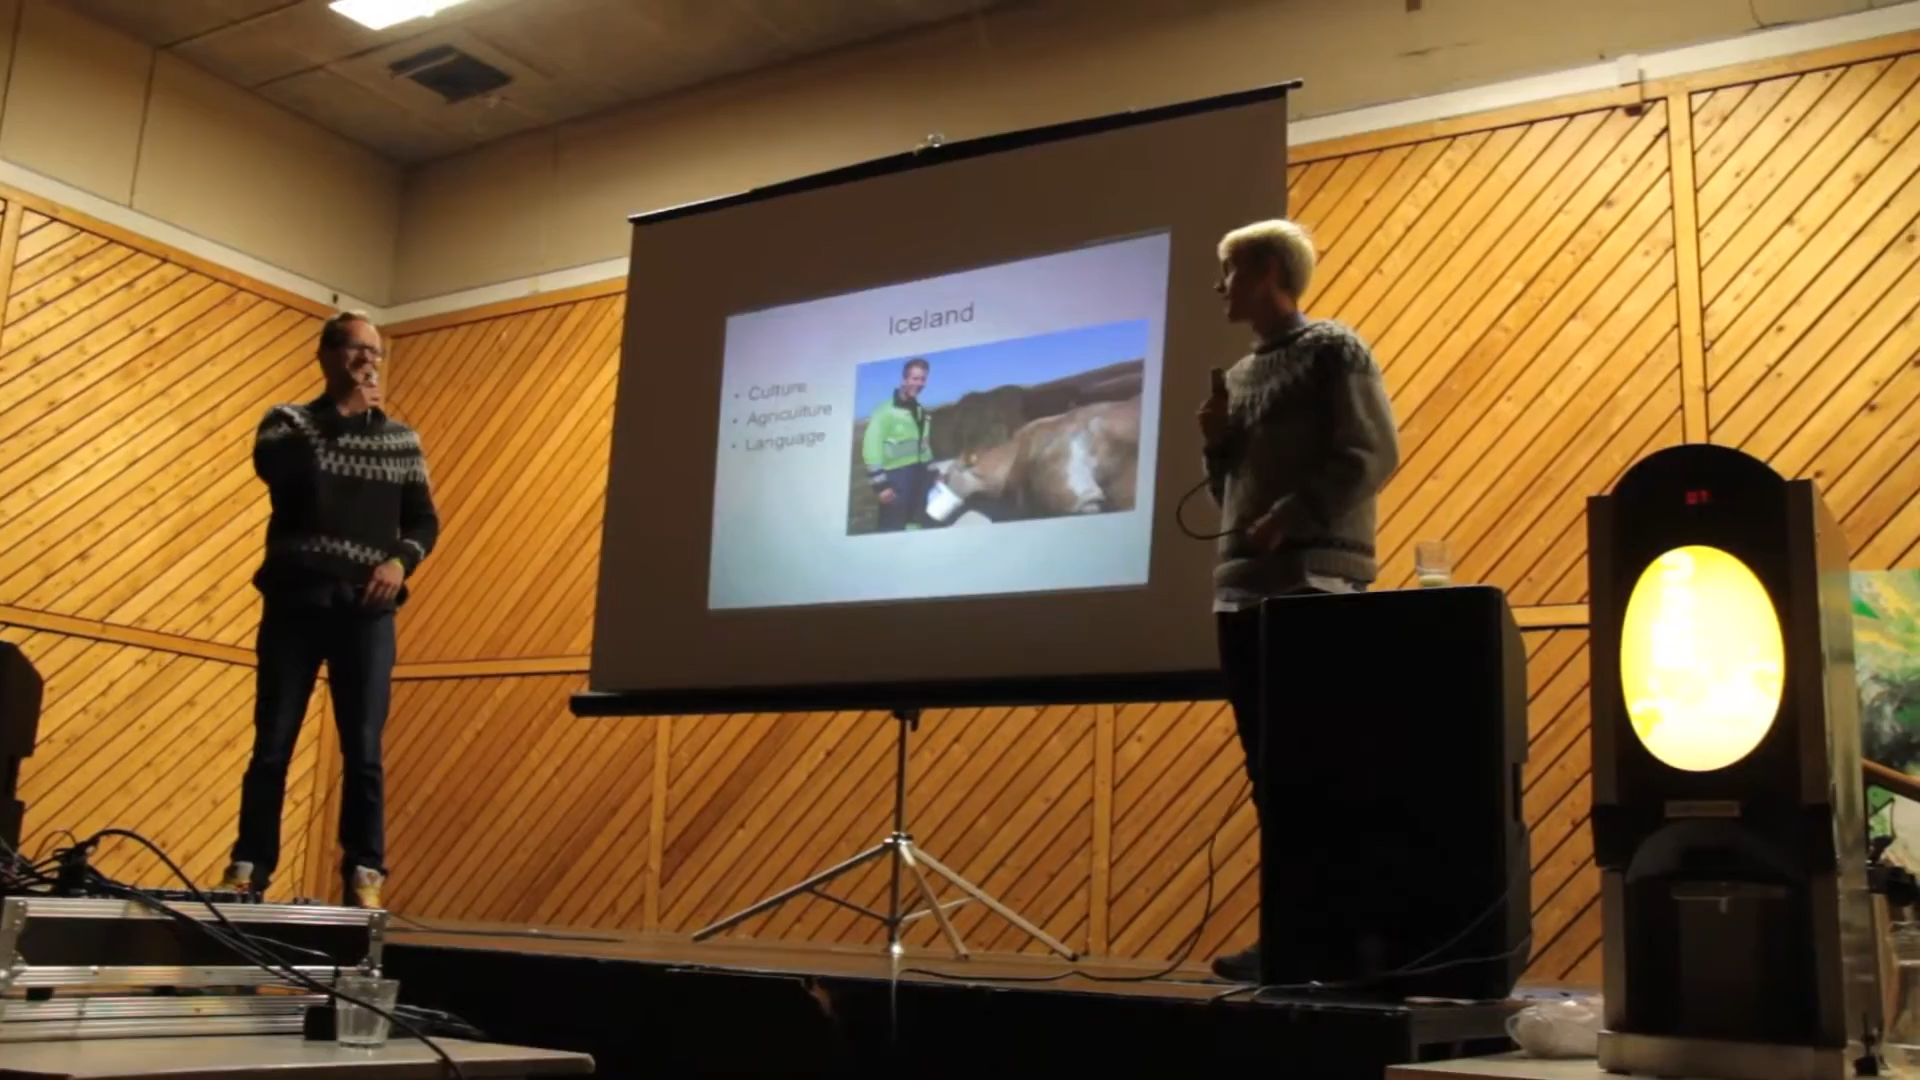 Iceland
• Culture
• Agriculture
• Language